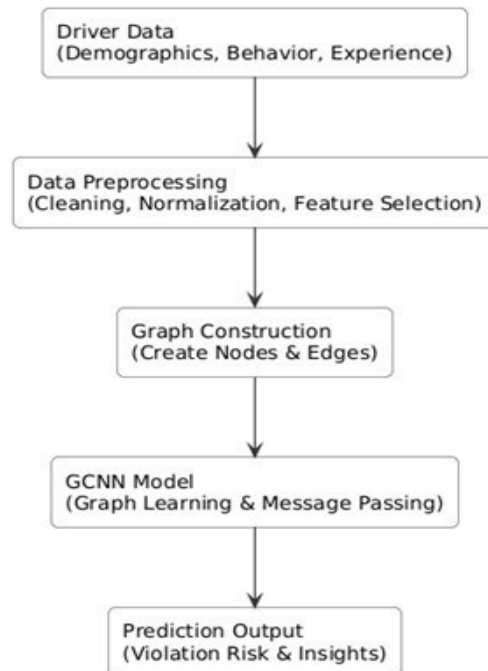 Driver Data
(Demographics, Behavior, Experience)
Data Preprocessing
(Cleaning, Normalization, Feature Selection)
Graph Construction
(Create Nodes & Edges)
GCNN Model
(Graph Learning & Message Passing)
Prediction Output
(Violation Risk & Insights)